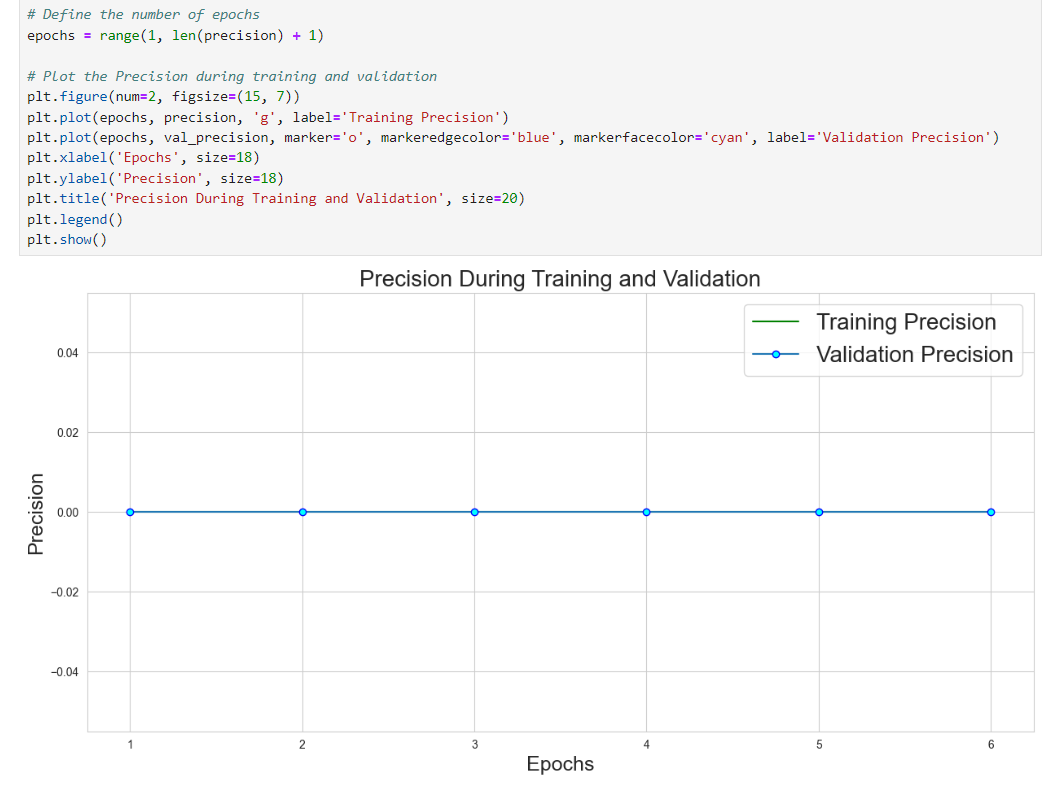 # Define the number of epochs
epochs = range(1, len(precision) + 1)
# Plot the Precision during training and validation
plt.figure(num=2, figsize=(15, 7))
plt.plot(epochs, precision, 'g', label='Training Precision')
plt.plot(epochs, val_precision, marker='o', markeredgecolor='blue', markerfacecolor='cyan', label='Validation Precision')
plt.xlabel('Epochs', size=18)
plt.ylabel('Precision', size=18)
plt.title('Precision During Training and Validation', size=20)
plt.legend()
plt.show()
Precision During Training and Validation
Training Precision
Validation Precision
0.04
0.02
0.00
−0.02
−0.04
Precision
1 2 3 4 5 6
Epochs